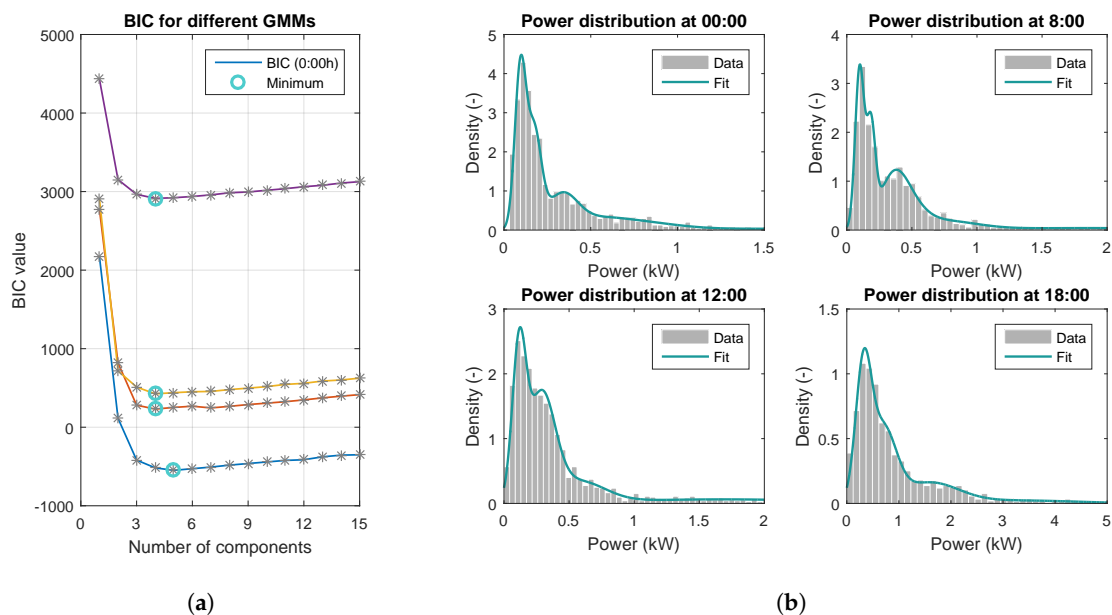 BIC for different GMMs
5000
4000
3000
2000
1000
0
-1000
BIC value
0 3 6 9 12 15
Number of components
BIC (0:00h)
Minimum
(a)
Power distribution at 00:00
5
4
3
2
1
0
Density (-)
0 0.5 1 1.5
Power (kW)
Data
Fit
Power distribution at 8:00
4
3
2
1
0
Density (-)
0 0.5 1 1.5 2
Power (kW)
Data
Fit
Power distribution at 12:00
3
2
1
0
Density (-)
0 0.5 1 1.5 2
Power (kW)
Data
Fit
Power distribution at 18:00
1.5
1
0.5
0
Density (-)
0 1 2 3 4 5
Power (kW)
Data
Fit
(b)